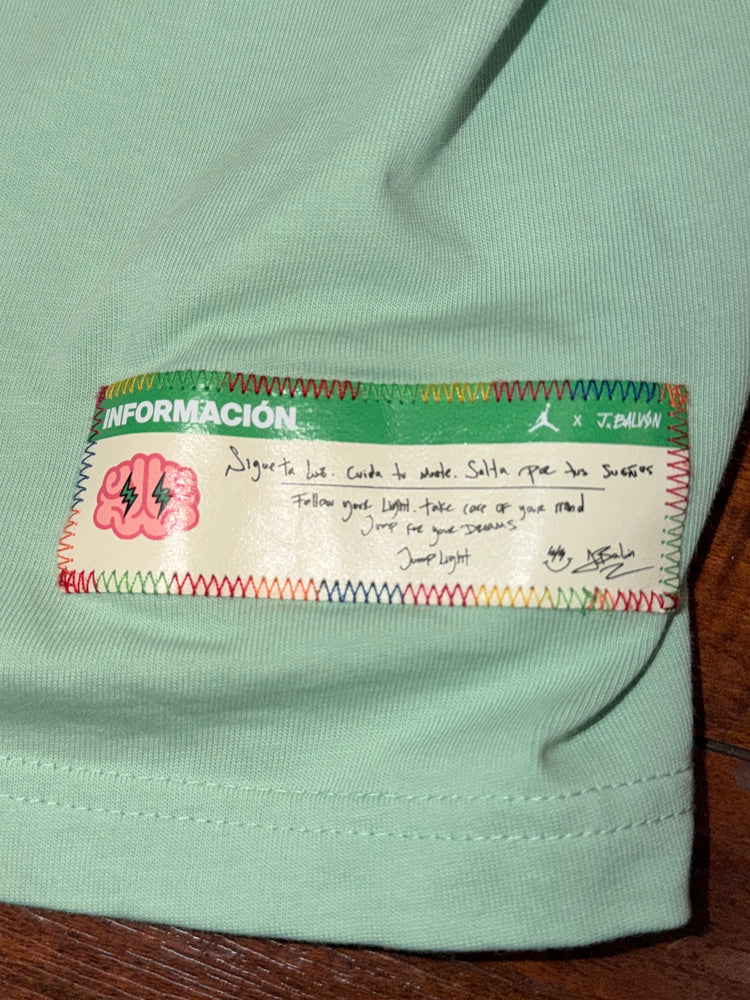 INFORMACIÓN
x J. BALVIN
Sigue tu Luz. Cuida tu Mente. Salta por tus Sueños
Follow your Light. take care of your mind
Jump for your Dreams
Jump Light
JBalvin